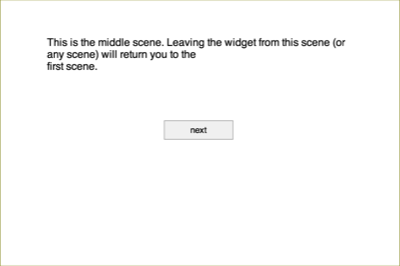 This is the middle scene. Leaving the widget from this scene (or
any scene) will return you to the
first scene.
next